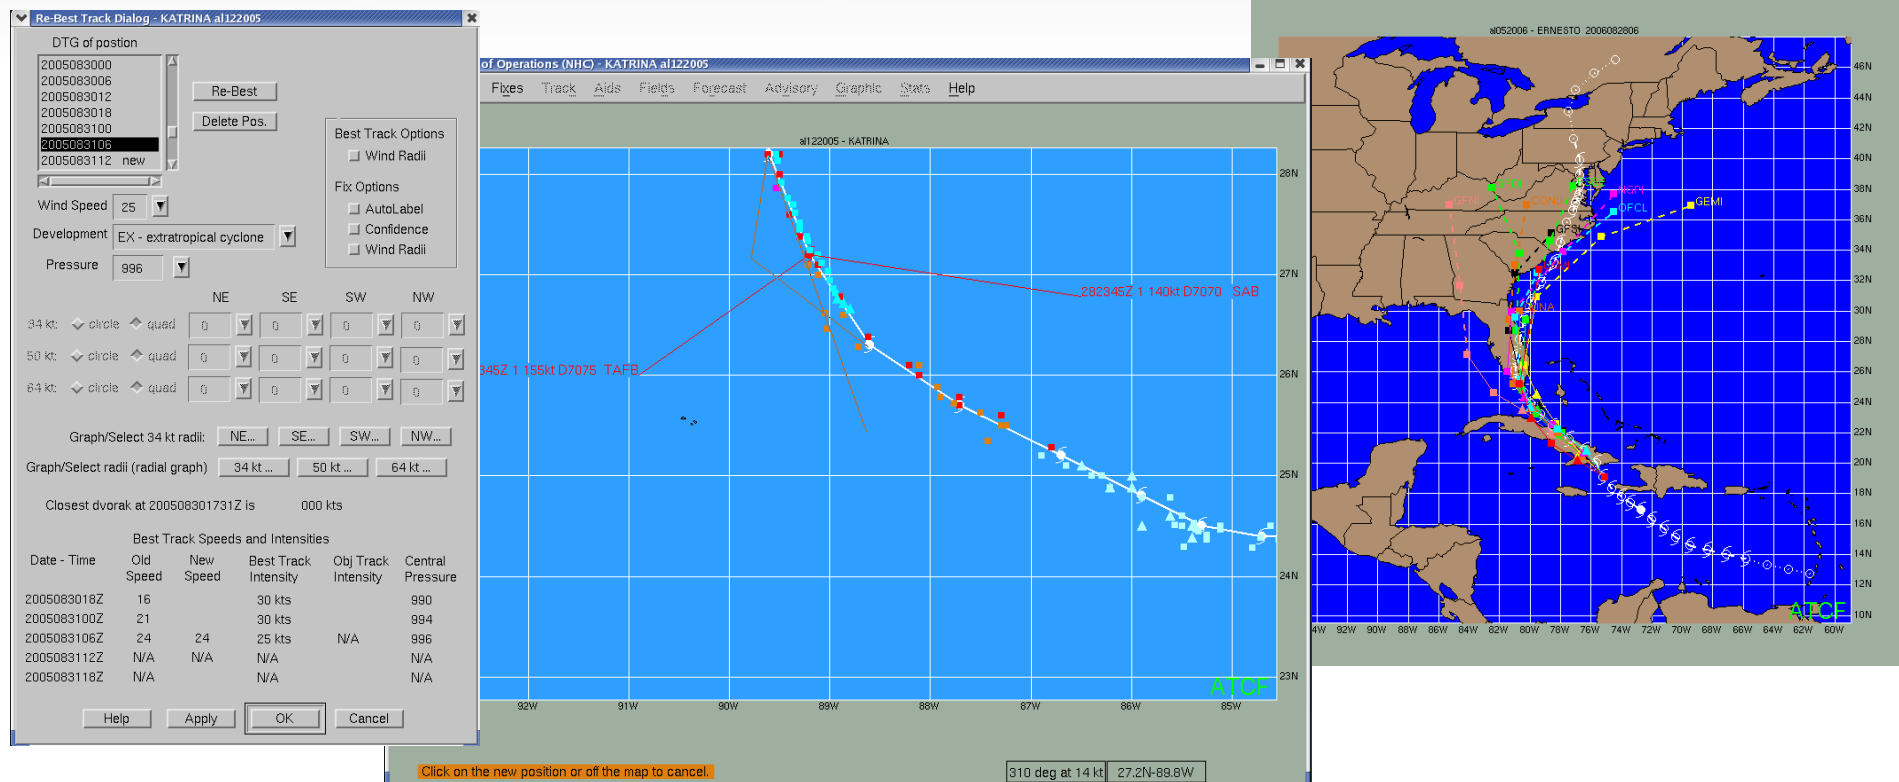 Re-Best Track Dialog - KATRINA al122005
DTG of postion
2005083000
2005083006
2005083012
2005083018
2005083100
2005083106
2005083112 new
Re-Best
Delete Pos.
Best Track Options
Wind Radii
Fix Options
AutoLabel
Confidence
Wind Radii
Wind Speed 25
Development EX - extratropical cyclone
Pressure 996
NE SE SW NW
34 kt: circle quad 0 0 0 0
50 kt: circle quad 0 0 0 0
64 kt: circle quad 0 0 0 0
Graph/Select 34 kt radii: NE... SE... SW... NW...
Graph/Select radii (radial graph) 34 kt ... 50 kt ... 64 kt ...
Closest dvorak at 200508301731Z is 000 kts
Best Track Speeds and Intensities
Date - Time Old Speed New Speed Best Track Intensity Obj Track Intensity Central Pressure
2005083018Z 16 30 kts 990
2005083100Z 21 30 kts 994
2005083106Z 24 24 25 kts N/A 996
2005083112Z N/A N/A N/A N/A
2005083118Z N/A N/A N/A
Help Apply OK Cancel
of Operations (NHC) - KATRINA al122005
Fixes Track Aids Fields Forecast Advisory Graphic Stats Help
al122005 - KATRINA
28N
27N
282345Z 1 140kt D7070 SAB
345Z 1 155kt D7075 TAFB
26N
25N
24N
23N
ATCF
92W 91W 90W 89W 88W 87W 86W 85W
Click on the new position or off the map to cancel.
310 deg at 14 kt 27.2N-89.8W
al052006 - ERNESTO 2006082806
46N
44N
42N
40N
38N
36N
34N
32N
30N
28N
26N
24N
22N
20N
18N
16N
14N
12N
10N
OFCL
GEMI
ATCF
92W 90W 88W 86W 84W 82W 80W 78W 76W 74W 72W 70W 68W 66W 64W 62W 60W